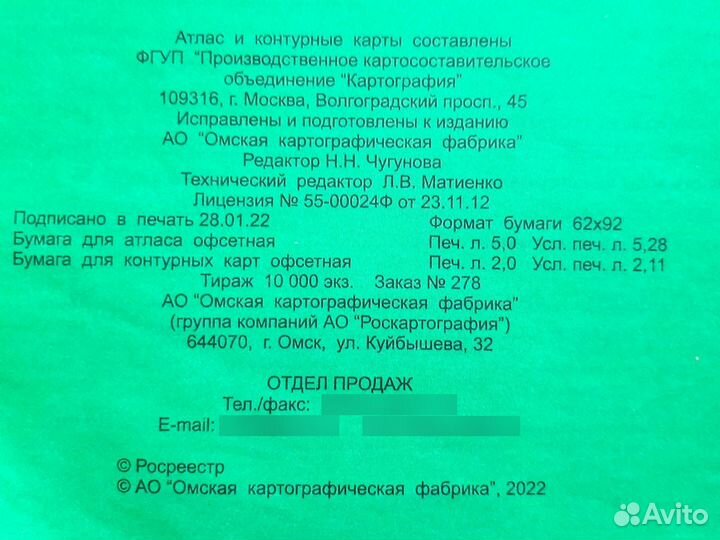 Атлас и контурные карты составлены
ФГУП "Производственное картосоставительское
объединение "Картография"
109316, г. Москва, Волгоградский просп., 45
Исправлены и подготовлены к изданию
АО "Омская картографическая фабрика"
Редактор Н.Н. Чугунова
Технический редактор Л.В. Матиенко
Лицензия № 55-00024Ф от 23.11.12
Подписано в печать 28.01.22 Формат бумаги 62х92
Бумага для атласа офсетная Печ. л. 5,0 Усл. печ. л. 5,28
Бумага для контурных карт офсетная Печ. л. 2,0 Усл. печ. л. 2,11
Тираж 10 000 экз. Заказ № 278
АО "Омская картографическая фабрика"
(группа компаний АО "Роскартография")
644070, г. Омск, ул. Куйбышева, 32
ОТДЕЛ ПРОДАЖ
Тел./факс:
E-mail:
© Росреестр
© АО "Омская картографическая фабрика", 2022
Avito